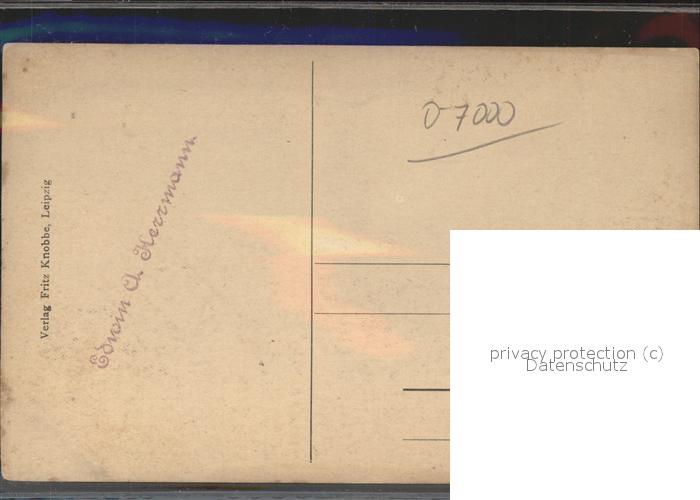 Verlag Fritz Knobbe, Leipzig
Edwin A. Herrmann
O-7000
privacy protection (c)
Datenschutz